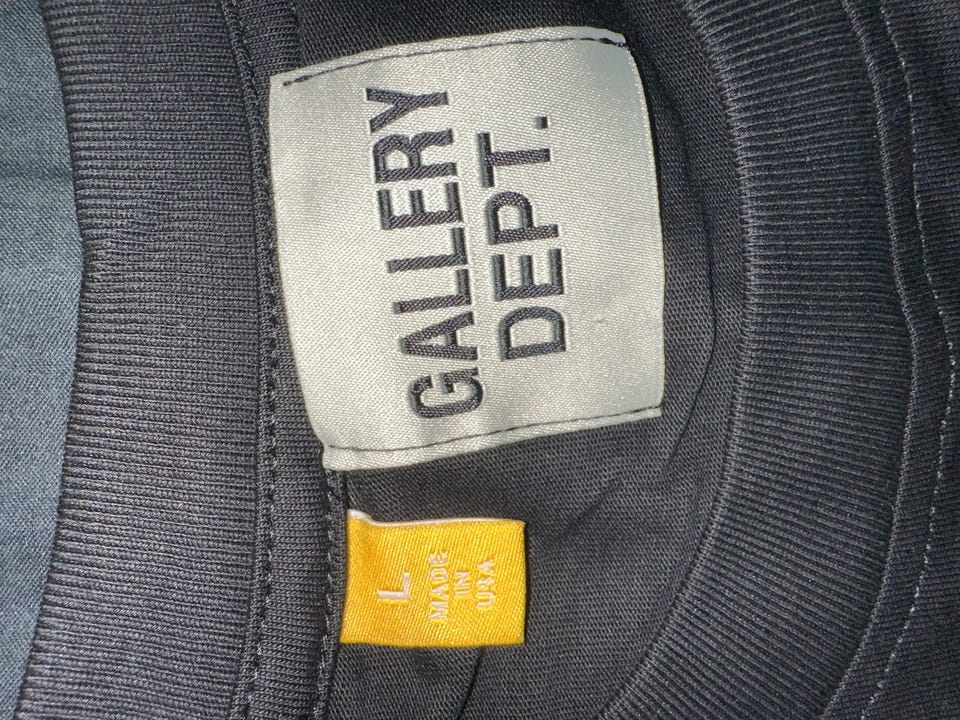 GALLERY
DEPT.
L
MADE
IN
USA